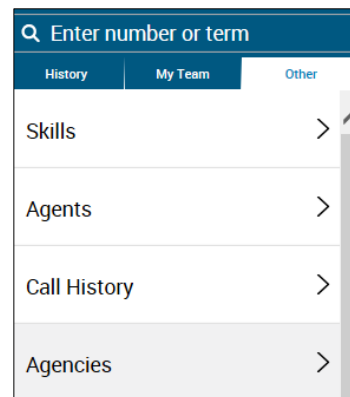 Enter number or term
History My Team Other
Skills
Agents
Call History
Agencies